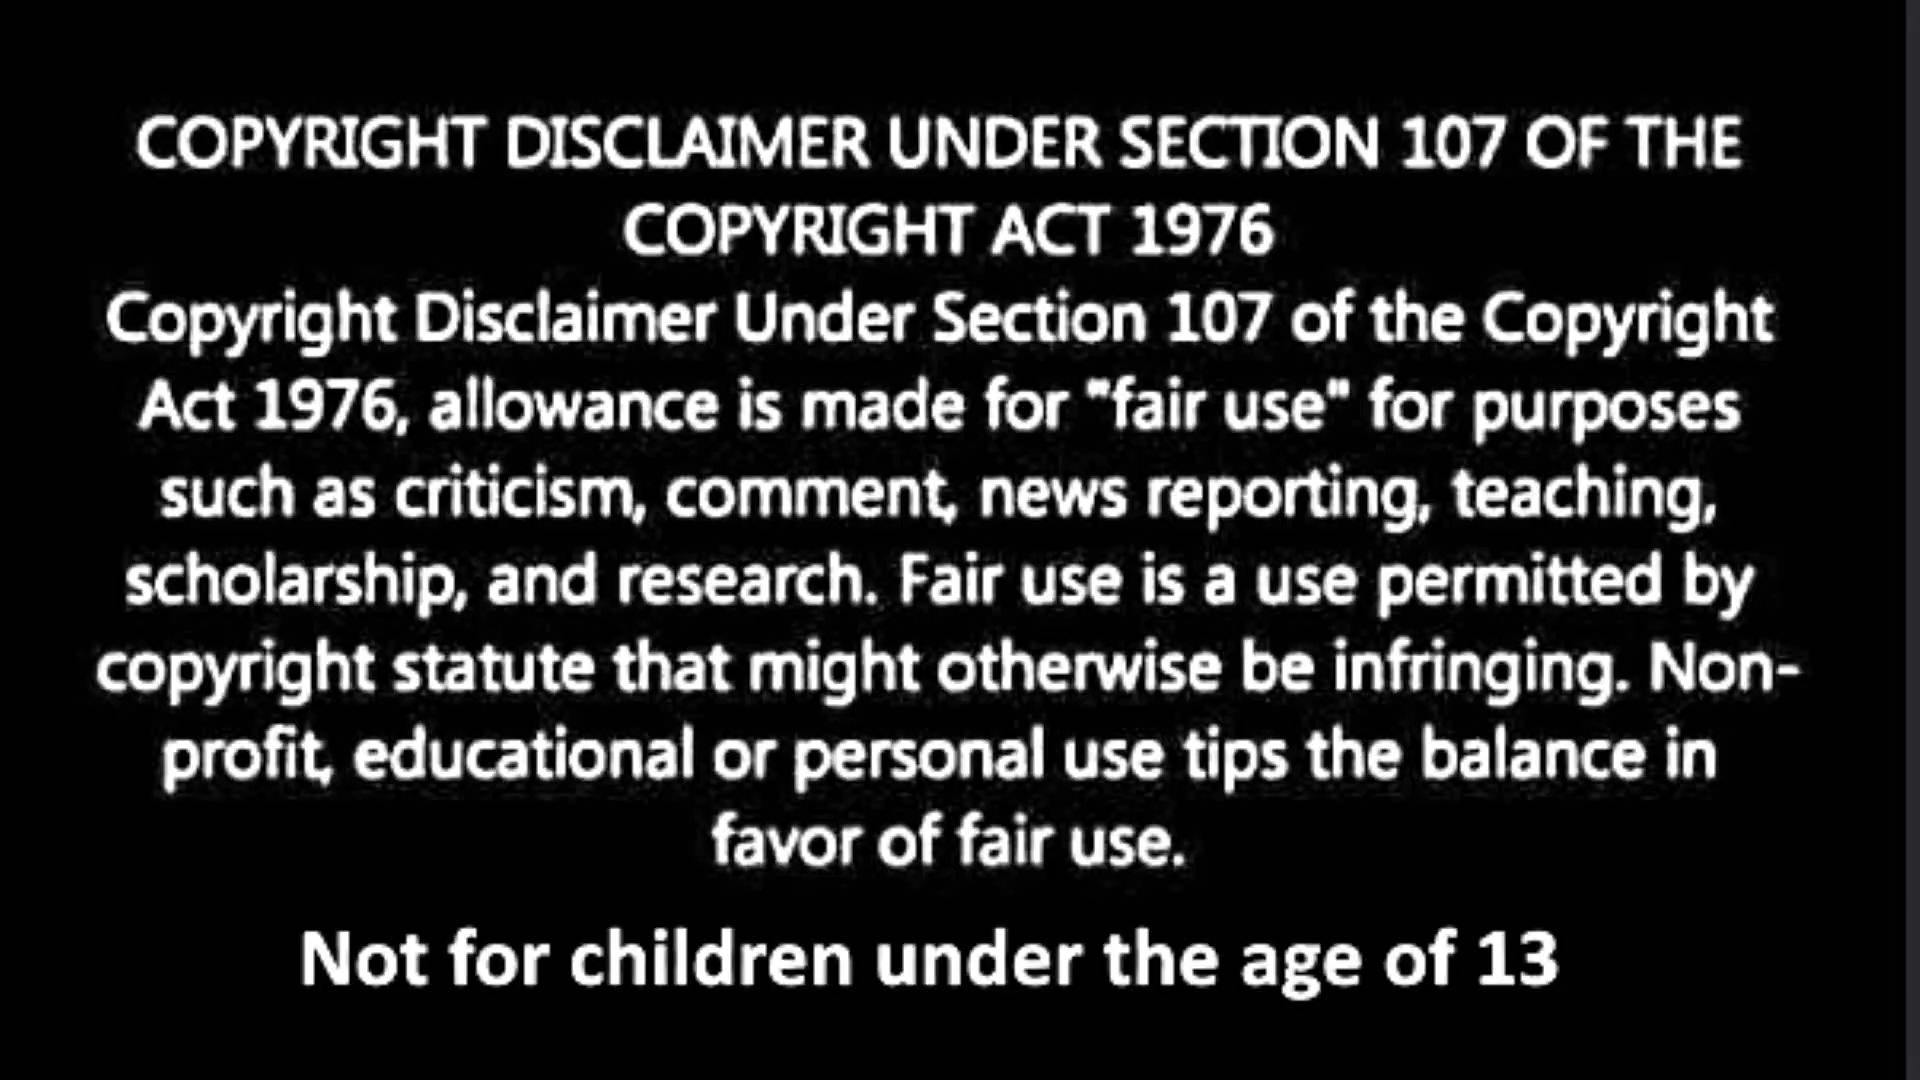 COPYRIGHT DISCLAIMER UNDER SECTION 107 OF THE
COPYRIGHT ACT 1976
Copyright Disclaimer Under Section 107 of the Copyright
Act 1976, allowance is made for "fair use" for purposes
such as criticism, comment, news reporting, teaching,
scholarship, and research. Fair use is a use permitted by
copyright statute that might otherwise be infringing. Non-
profit, educational or personal use tips the balance in
favor of fair use.
Not for children under the age of 13